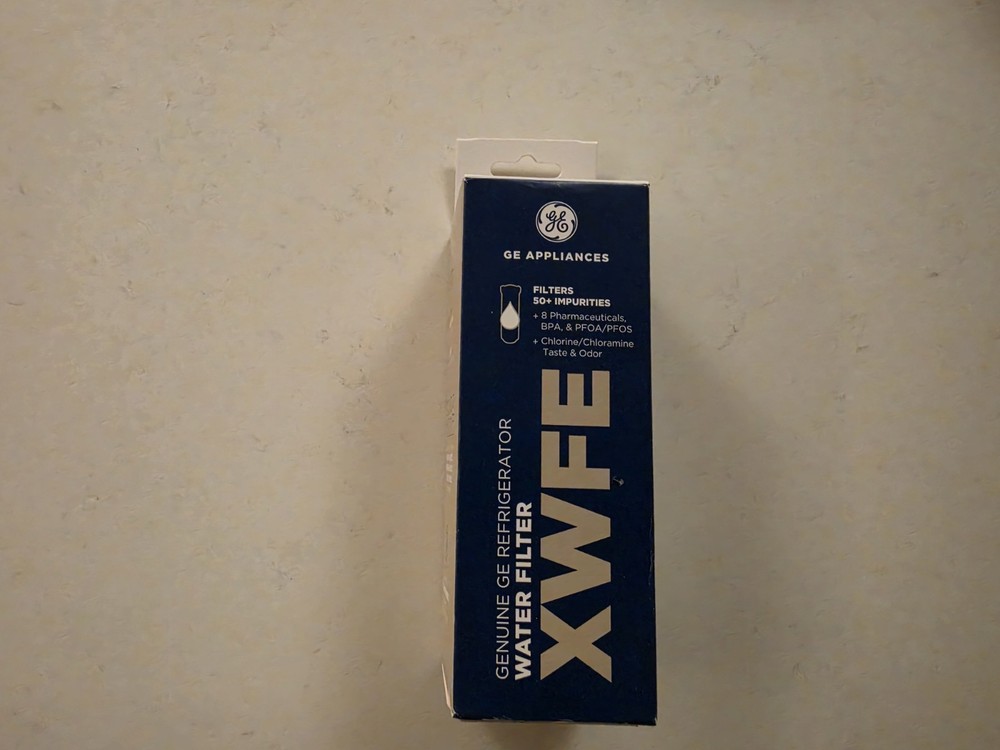 GE
GE APPLIANCES
FILTERS
50+ IMPURITIES
+ 8 Pharmaceuticals,
BPA, & PFOA/PFOS
+ Chlorine/Chloramine
Taste & Odor
GENUINE GE REFRIGERATOR
WATER FILTER
XWFE